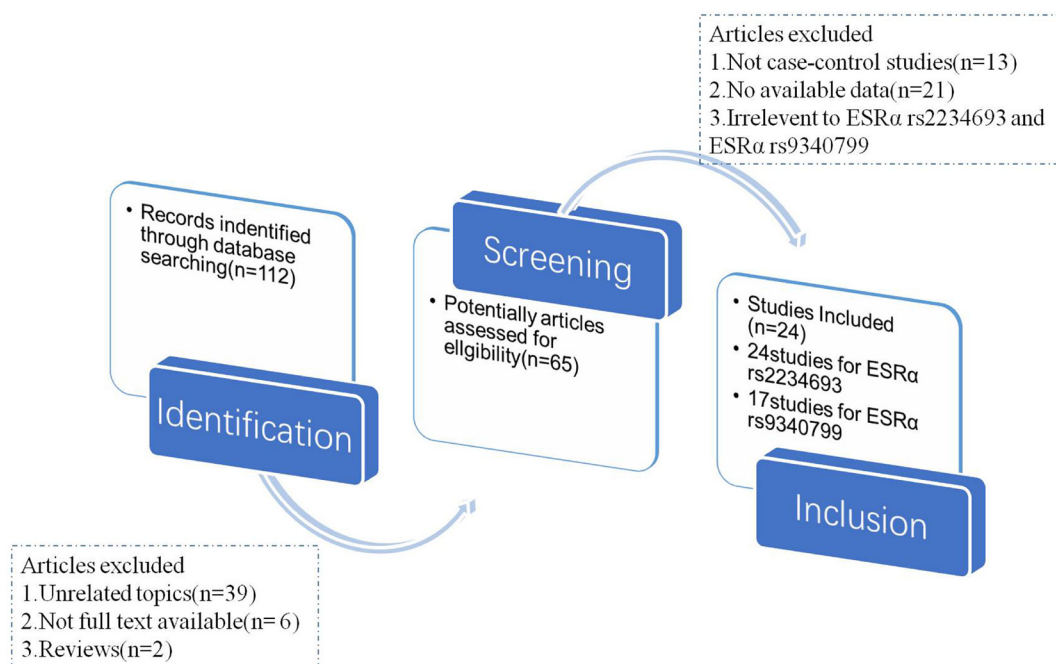 Articles excluded
1.Not case-control studies(n=13)
2.No available data(n=21)
3.Irrelevent to ESRα rs2234693 and
ESRα rs9340799
• Records indentified
through database
searching(n=112)
Identification
Screening
• Potentially articles
assessed for
ellgibility(n=65)
• Studies Included
(n=24)
• 24studies for ESRα
rs2234693
• 17studies for ESRα
rs9340799
Inclusion
Articles excluded
1.Unrelated topics(n=39)
2.Not full text available(n= 6)
3.Reviews(n=2)